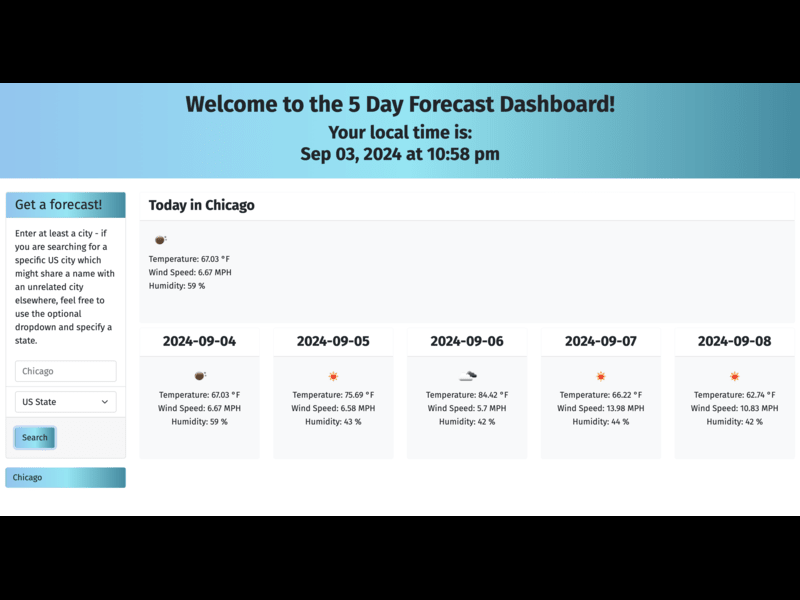 Welcome to the 5 Day Forecast Dashboard!
Your local time is:
Sep 03, 2024 at 10:58 pm
Get a forecast!
Enter at least a city - if
you are searching for a
specific US city which
might share a name with
an unrelated city
elsewhere, feel free to
use the optional
dropdown and specify a
state.
Chicago
US State
Search
Chicago
Today in Chicago
Temperature: 67.03 °F
Wind Speed: 6.67 MPH
Humidity: 59 %
2024-09-04
Temperature: 67.03 °F
Wind Speed: 6.67 MPH
Humidity: 59 %
2024-09-05
Temperature: 75.69 °F
Wind Speed: 6.58 MPH
Humidity: 43 %
2024-09-06
Temperature: 84.42 °F
Wind Speed: 5.7 MPH
Humidity: 42 %
2024-09-07
Temperature: 66.22 °F
Wind Speed: 13.98 MPH
Humidity: 44 %
2024-09-08
Temperature: 62.74 °F
Wind Speed: 10.83 MPH
Humidity: 42 %